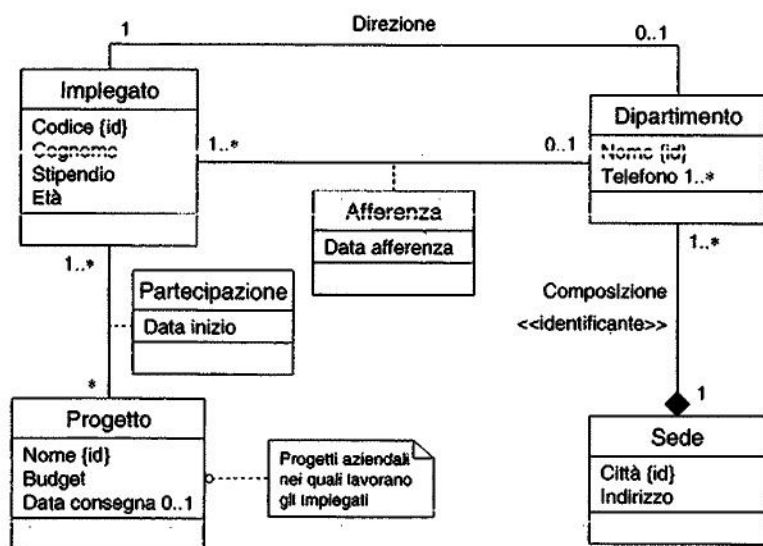 Direzione
1
0..1
Impiegato
Codice {id}
Cognome
Stipendio
Età
1..*
0..1
Dipartimento
Nome {id}
Telefono 1..*
Afferenza
Data afferenza
1..*
Partecipazione
Data inizio
*
1..*
Composizione
<<identificante>>
1
Progetto
Nome {id}
Budget
Data consegna 0..1
Progetti aziendali
nei quali lavorano
gli impiegati
Sede
Città {id}
Indirizzo